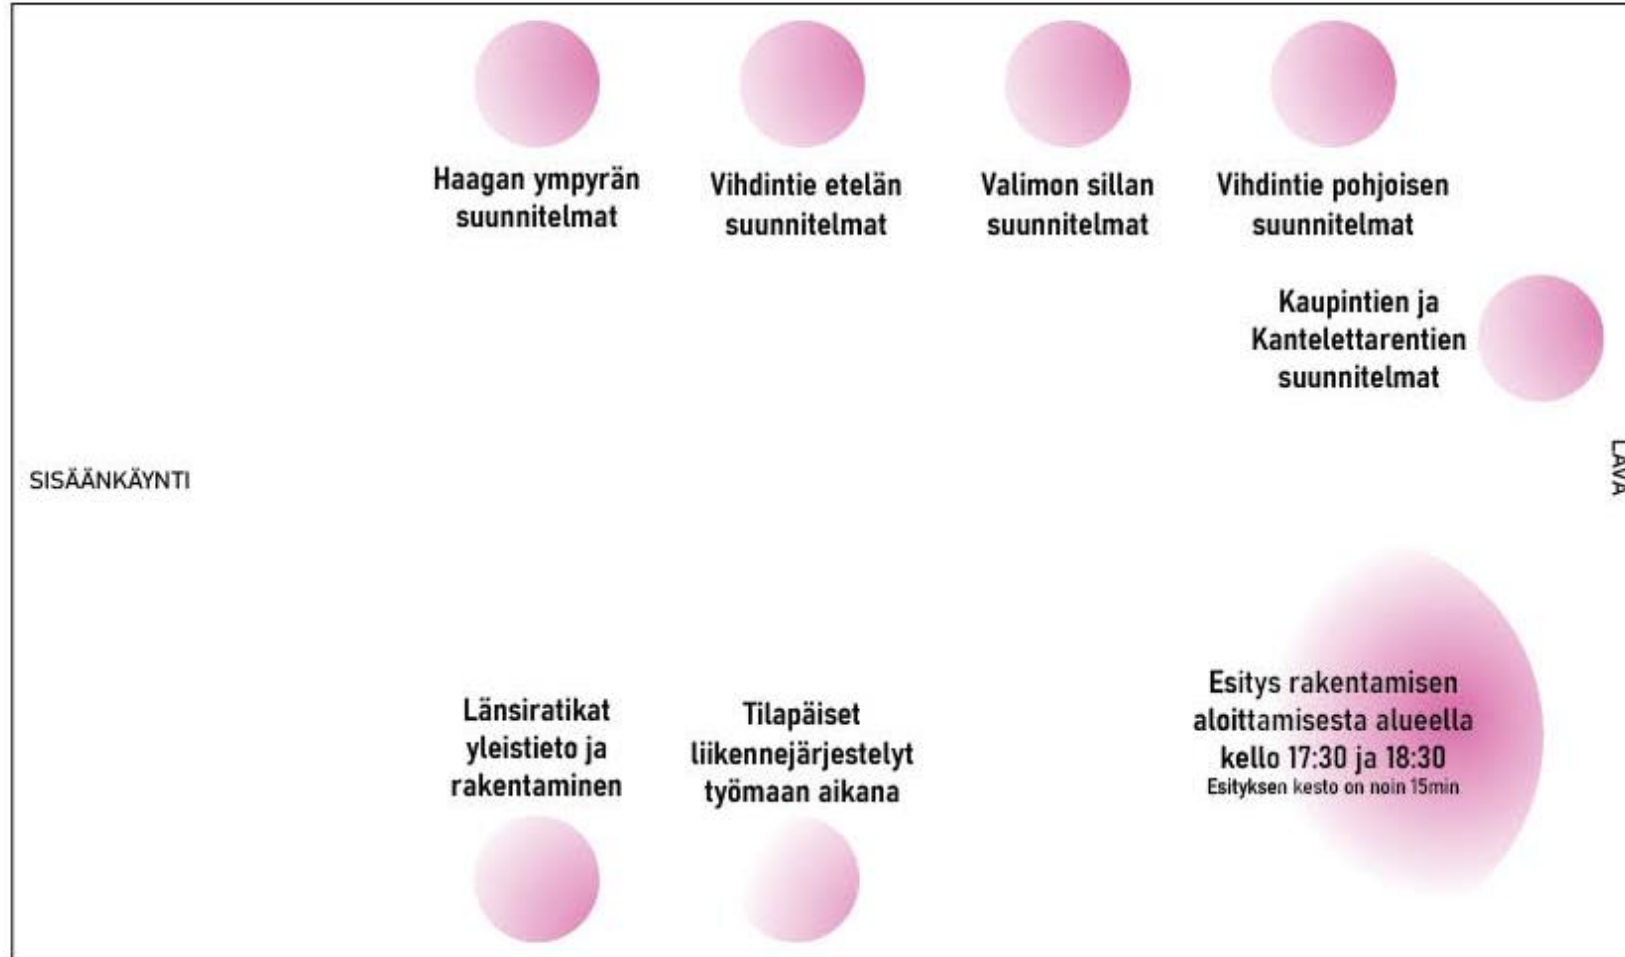 Haagan ympyrän
suunnitelmat
Vihdintie etelän
suunnitelmat
Valimon sillan
suunnitelmat
Vihdintie pohjoisen
suunnitelmat
Kaupintien ja
Kantelettarentien
suunnitelmat
SISÄÄNKÄYNTI
LAVA
Länsiratikat
yleistieto ja
rakentaminen
Tilapäiset
liikennejärjestelyt
työmaan aikana
Esitys rakentamisen
aloittamisesta alueella
kello 17:30 ja 18:30
Esityksen kesto on noin 15min